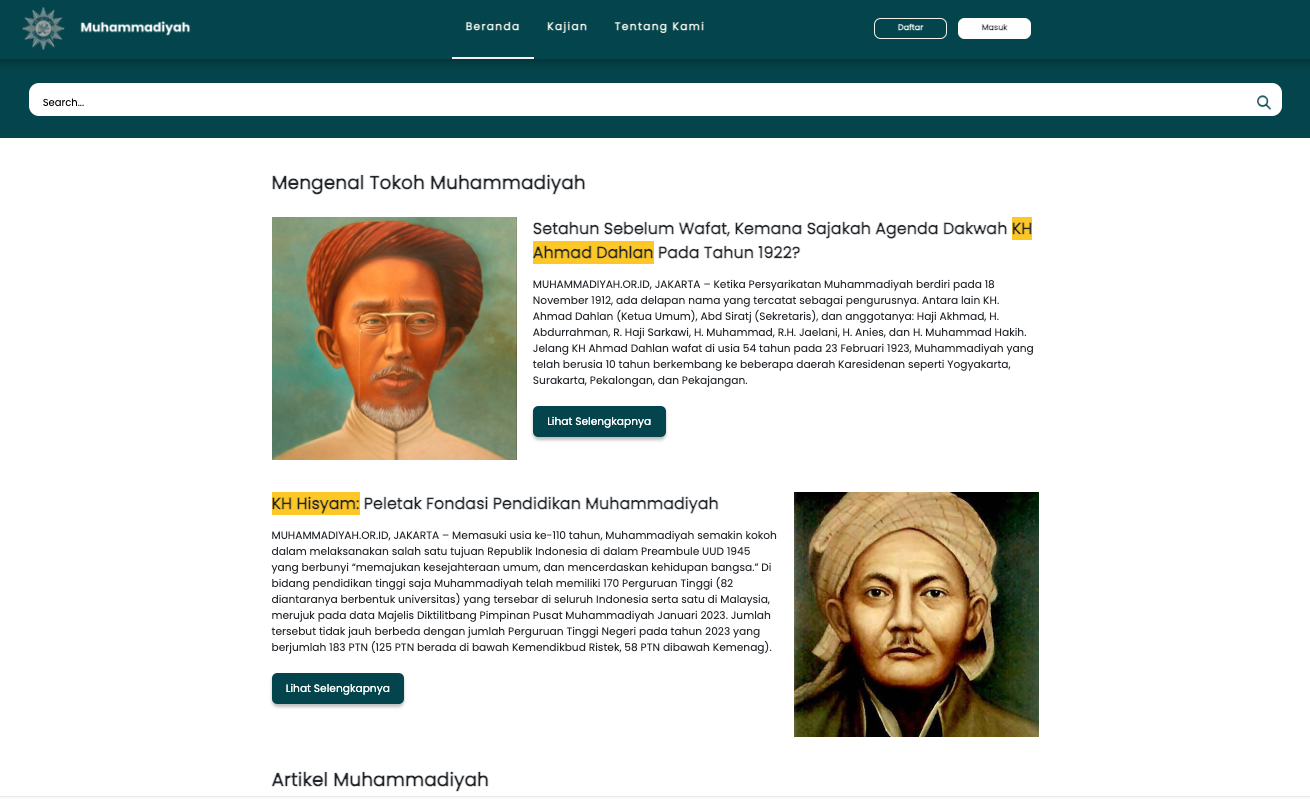 Muhammadiyah
Beranda
Kajian
Tentang Kami
Daftar
Masuk
Search...
Mengenal Tokoh Muhammadiyah
Setahun Sebelum Wafat, Kemana Sajakah Agenda Dakwah KH
Ahmad Dahlan Pada Tahun 1922?
MUHAMMADIYAH.OR.ID, JAKARTA – Ketika Persyarikatan Muhammadiyah berdiri pada 18
November 1912, ada delapan nama yang tercatat sebagai pengurusnya. Antara lain KH.
Ahmad Dahlan (Ketua Umum), Abd Siratj (Sekretaris), dan anggotanya: Haji Akhmad, H.
Abdurrahman, R. Haji Sarkawi, H. Muhammad, R.H. Jaelani, H. Anies, dan H. Muhammad Hakih.
Jelang KH Ahmad Dahlan wafat di usia 54 tahun pada 23 Februari 1923, Muhammadiyah yang
telah berusia 10 tahun berkembang ke beberapa daerah Karesidenan seperti Yogyakarta,
Surakarta, Pekalongan, dan Pekajangan.
Lihat Selengkapnya
KH Hisyam: Peletak Fondasi Pendidikan Muhammadiyah
MUHAMMADIYAH.OR.ID, JAKARTA – Memasuki usia ke-110 tahun, Muhammadiyah semakin kokoh
dalam melaksanakan salah satu tujuan Republik Indonesia di dalam Preambule UUD 1945
yang berbunyi “memajukan kesejahteraan umum, dan mencerdaskan kehidupan bangsa.” Di
bidang pendidikan tinggi saja Muhammadiyah telah memiliki 170 Perguruan Tinggi (82
diantaranya berbentuk universitas) yang tersebar di seluruh Indonesia serta satu di Malaysia,
merujuk pada data Majelis Diktilitbang Pimpinan Pusat Muhammadiyah Januari 2023. Jumlah
tersebut tidak jauh berbeda dengan jumlah Perguruan Tinggi Negeri pada tahun 2023 yang
berjumlah 183 PTN (125 PTN berada di bawah Kemendikbud Ristek, 58 PTN dibawah Kemenag).
Lihat Selengkapnya
Artikel Muhammadiyah